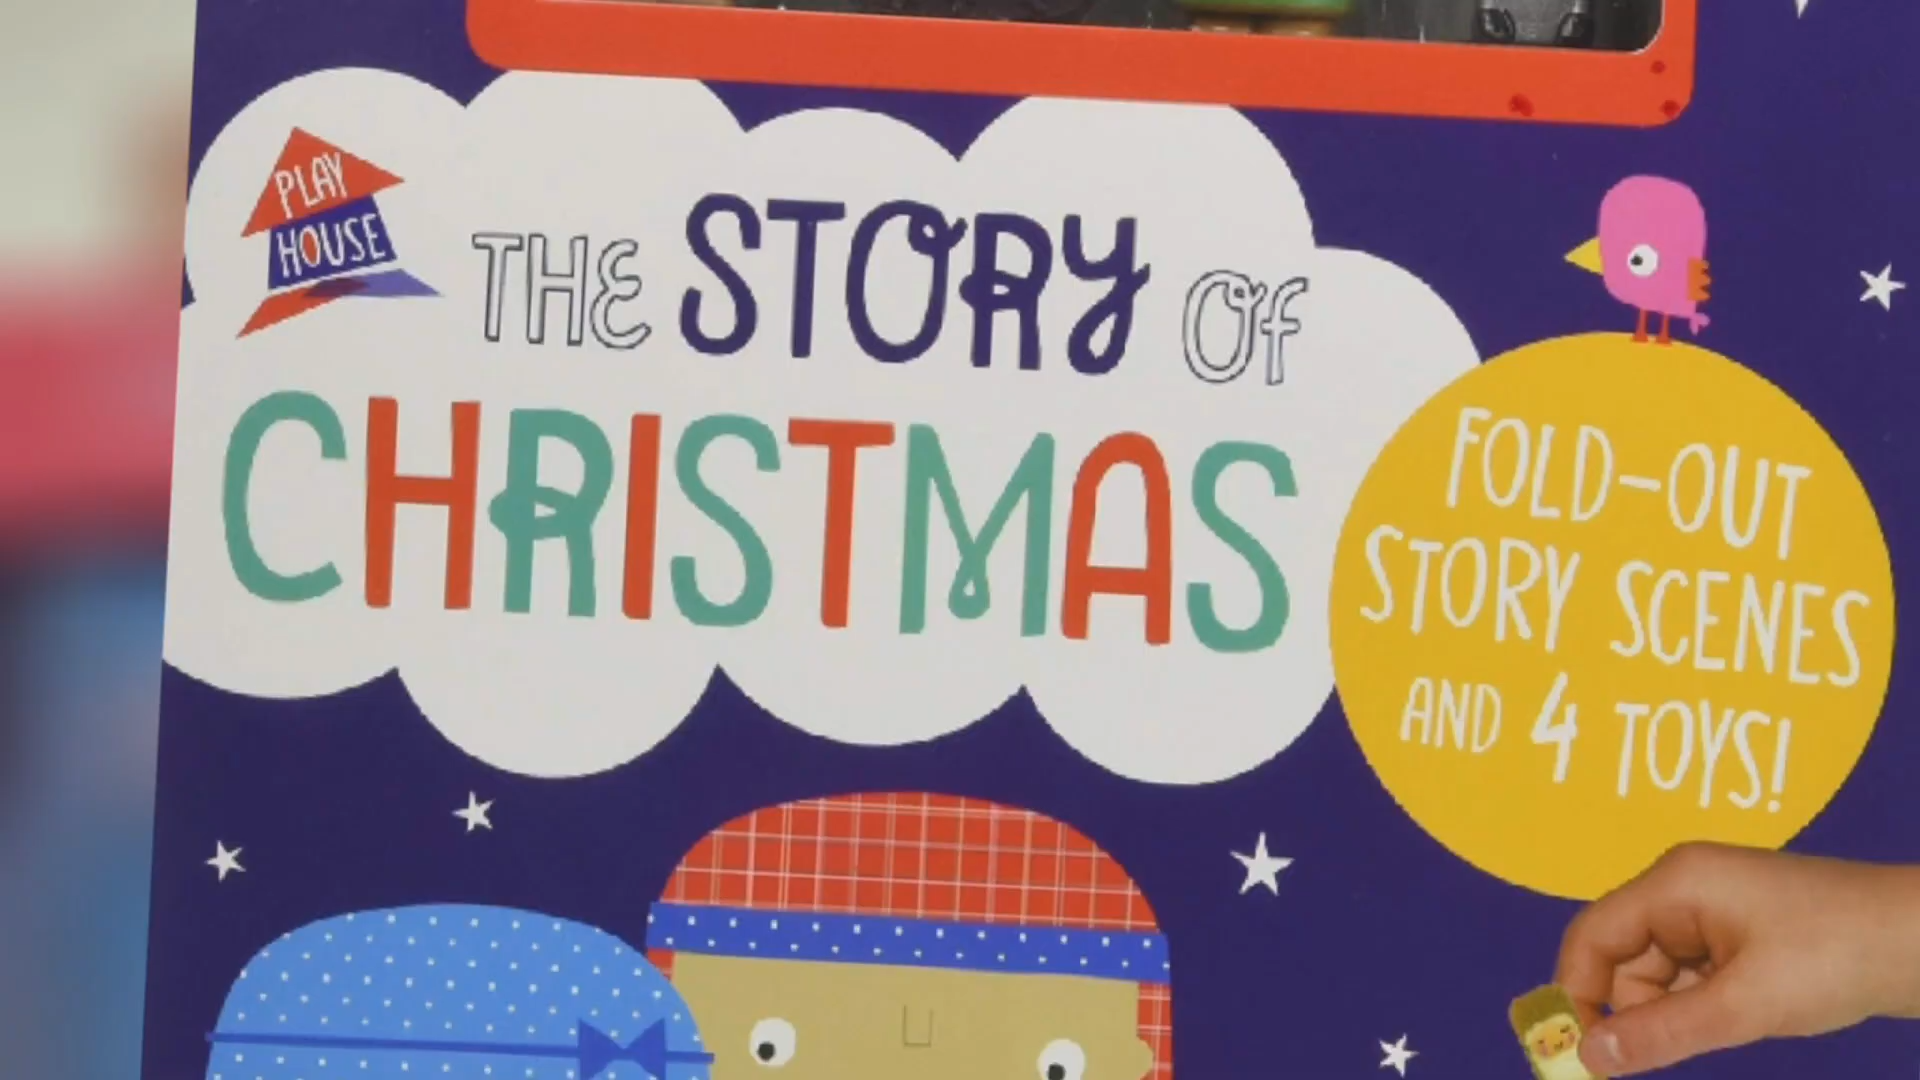 PLAY
HOUSE
THE STORY OF
CHRISTMAS
FOLD-OUT
STORY SCENES
AND 4 TOYS!